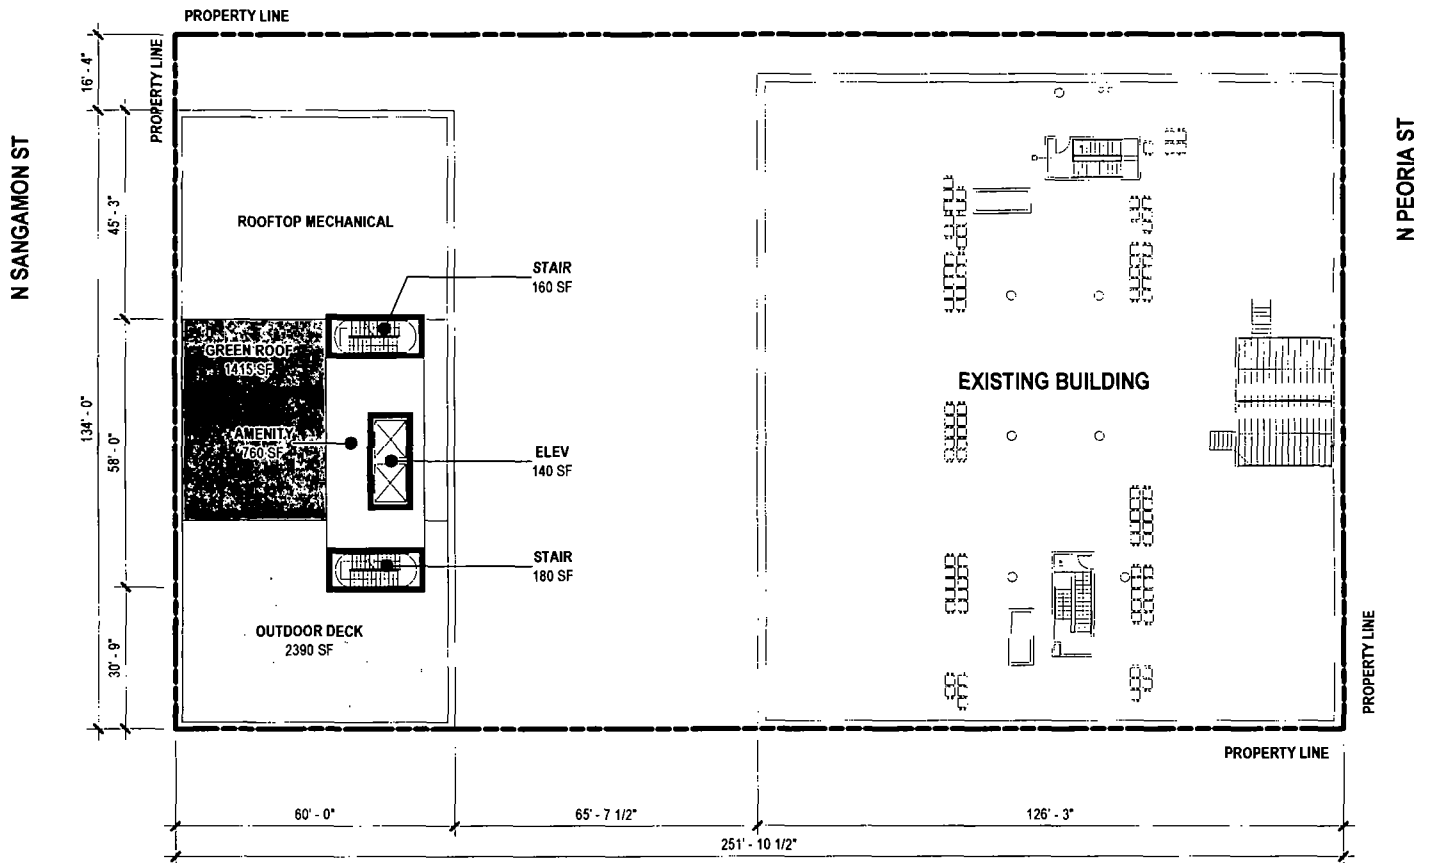 PROPERTY LINE
PROPERTY LINE
16' - 4"
N SANGAMON ST
N PEORIA ST
45' - 3"
ROOFTOP MECHANICAL
STAIR
160 SF
GREEN ROOF
1415 SF
EXISTING BUILDING
134' - 0"
58' - 0"
AMENITY
760 SF
ELEV
140 SF
STAIR
180 SF
OUTDOOR DECK
2390 SF
30' - 9"
PROPERTY LINE
PROPERTY LINE
60' - 0"
65' - 7 1/2"
126' - 3"
251' - 10 1/2"